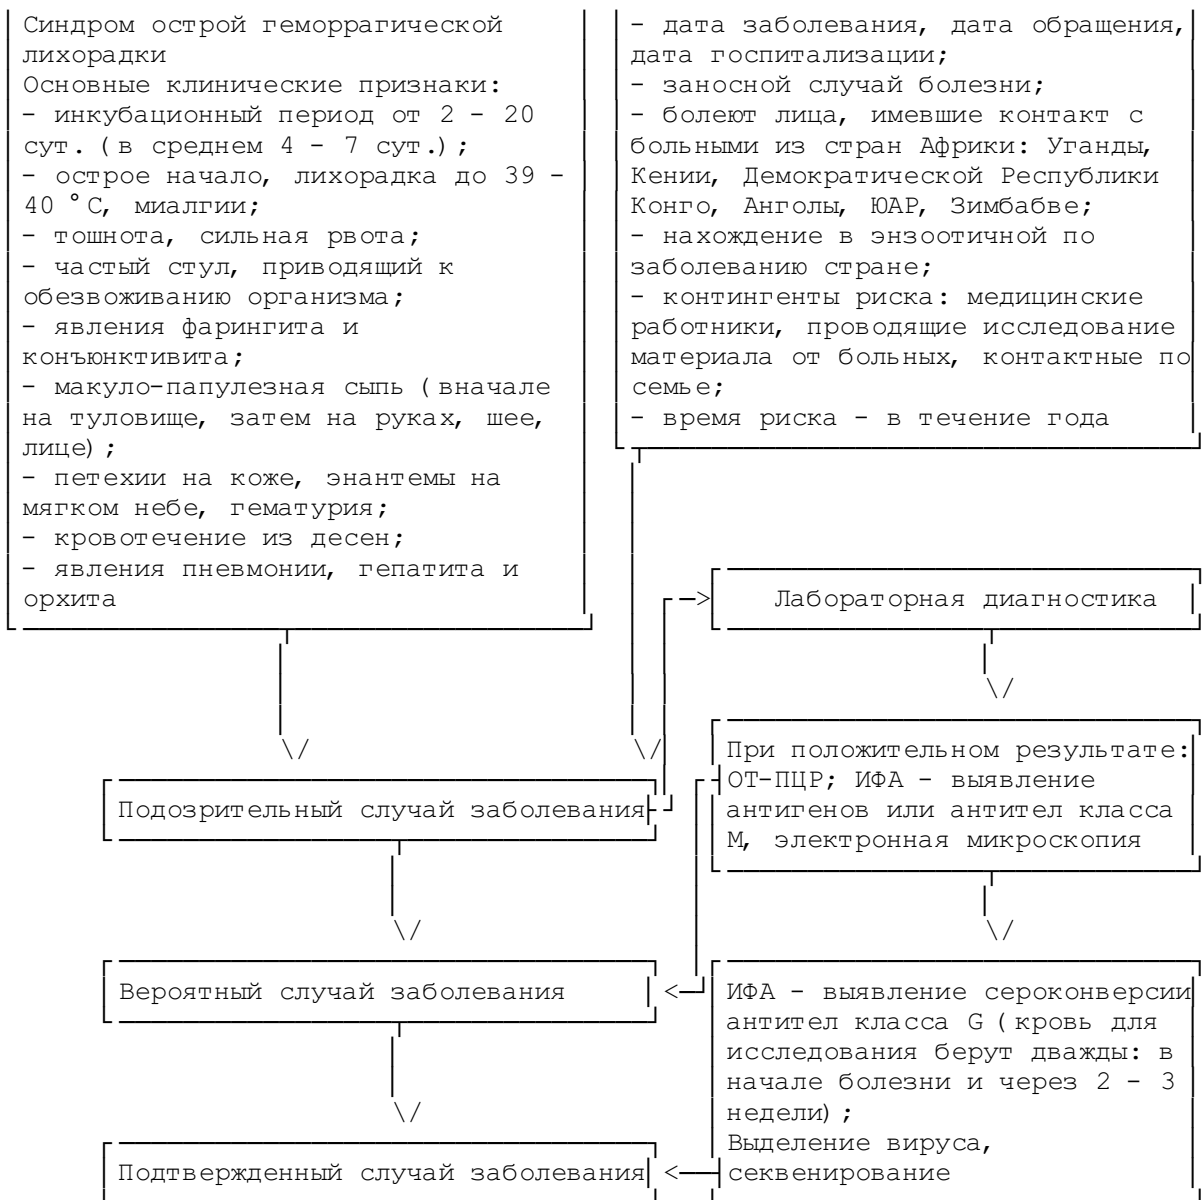 Синдром острой геморрагической
лихорадки
Основные клинические признаки:
- инкубационный период от 2 - 20
сут. (в среднем 4 - 7 сут.);
- острое начало, лихорадка до 39 -
40 °C, миалгии;
- тошнота, сильная рвота;
- частый стул, приводящий к
обезвоживанию организма;
- явления фарингита и
конъюнктивита;
- макуло-папулезная сыпь (вначале
на туловище, затем на руках, шее,
лице);
- петехии на коже, энантемы на
мягком небе, гематурия;
- кровотечение из десен;
- явления пневмонии, гепатита и
орхита
- дата заболевания, дата обращения,
дата госпитализации;
- заносной случай болезни;
- болеют лица, имевшие контакт с
больными из стран Африки: Уганды,
Кении, Демократической Республики
Конго, Анголы, ЮАР, Зимбабве;
- нахождение в энзоотичной по
заболеванию стране;
- контингенты риска: медицинские
работники, проводящие исследование
материала от больных, контактные по
семье;
- время риска - в течение года
Лабораторная диагностика
При положительном результате:
ОТ-ПЦР; ИФА - выявление
антигенов или антител класса
М, электронная микроскопия
Подозрительный случай заболевания
Вероятный случай заболевания
ИФА - выявление сероконверсии
антител класса G (кровь для
исследования берут дважды: в
начале болезни и через 2 - 3
недели);
Выделение вируса,
секвенирование
Подтвержденный случай заболевания